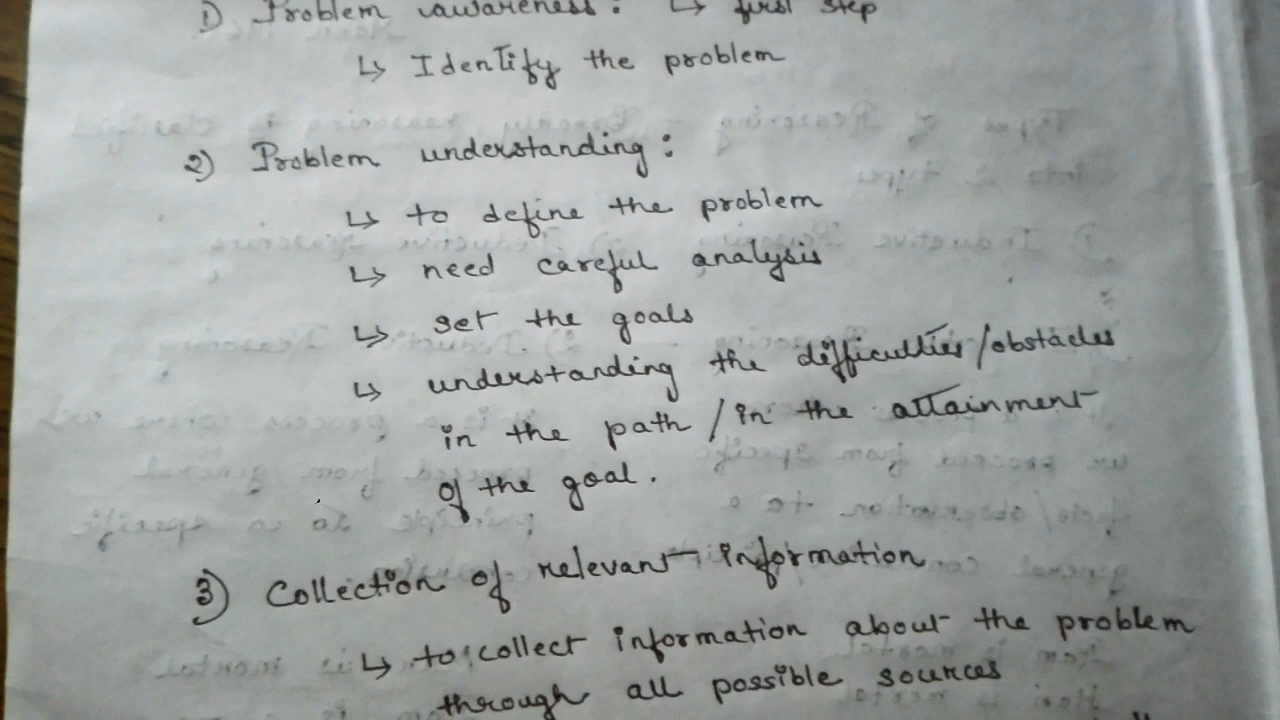 1) Problem awareness: ↳ first step
↳ Identify the problem
2) Problem understanding:
↳ to define the problem
↳ need careful analysis
↳ set the goals
↳ understanding the difficulties/obstacles
in the path / in the attainment
of the goal.
3) Collection of relevant information
↳ to collect information about the problem
through all possible sources